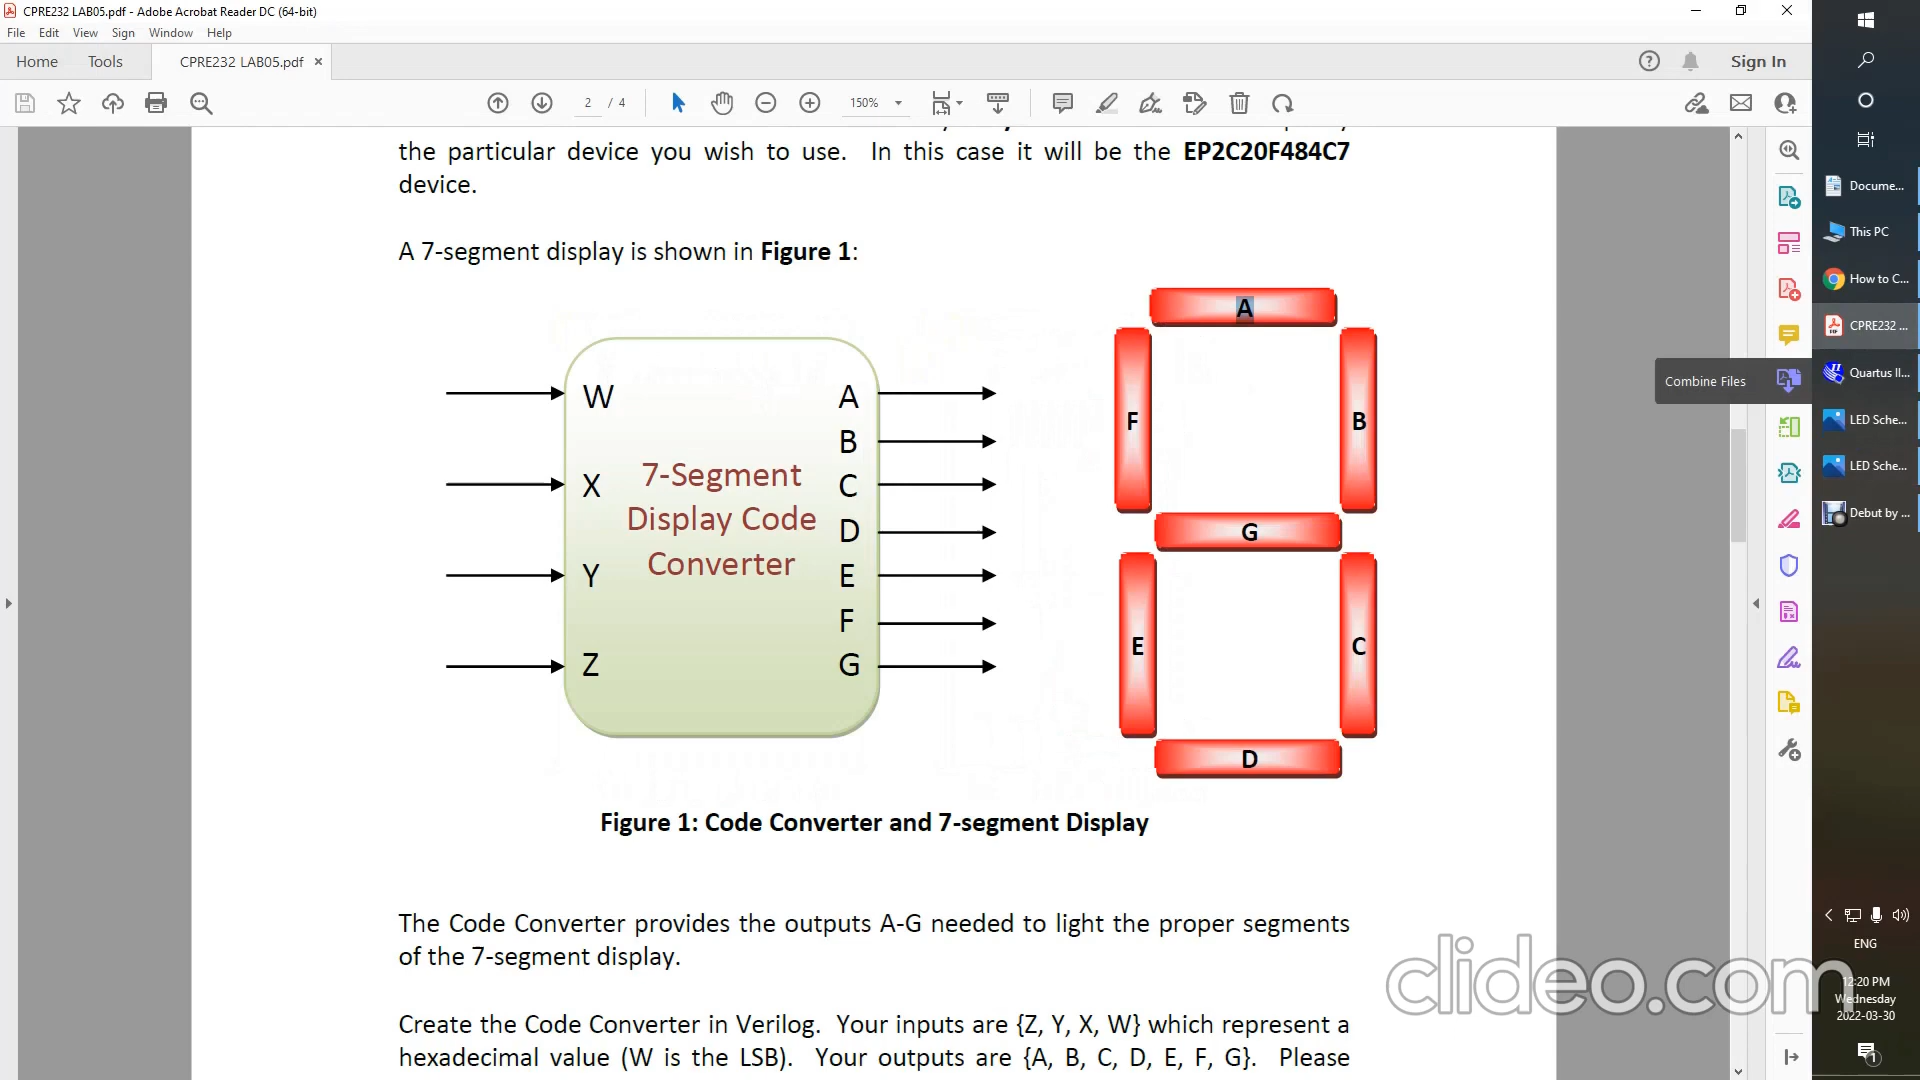 CPRE232 LAB05.pdf - Adobe Acrobat Reader DC (64-bit)
File Edit View Sign Window Help
Home Tools CPRE232 LAB05.pdf × Sign In
2 / 4 150%
the particular device you wish to use. In this case it will be the EP2C20F484C7
device.
A 7-segment display is shown in Figure 1:
W
X
Y
Z
7-Segment
Display Code
Converter
A
B
C
D
E
F
G
A
F
B
G
E
C
D
Figure 1: Code Converter and 7-segment Display
The Code Converter provides the outputs A-G needed to light the proper segments
of the 7-segment display.
Create the Code Converter in Verilog. Your inputs are {Z, Y, X, W} which represent a
hexadecimal value (W is the LSB). Your outputs are {A, B, C, D, E, F, G}. Please
Combine Files
Docume...
This PC
How to C...
CPRE232 ...
Quartus II...
LED Sche...
LED Sche...
Debut by ...
ENG
12:20 PM
Wednesday
2022-03-30
1
clideo.com